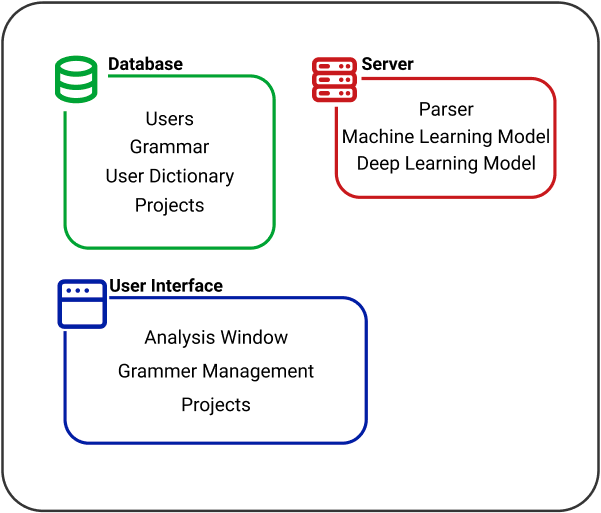 Database
Users
Grammar
User Dictionary
Projects
Server
Parser
Machine Learning Model
Deep Learning Model
User Interface
Analysis Window
Grammer Management
Projects